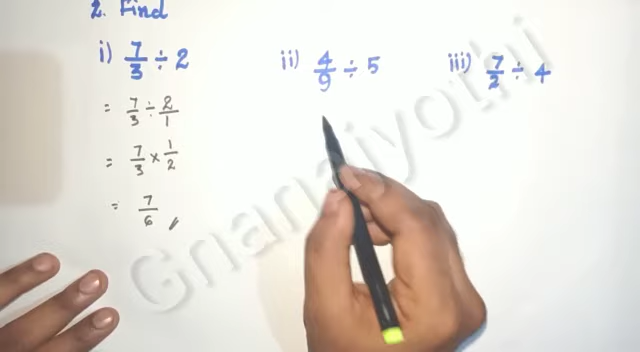 2. Find
i) 7/3 ÷ 2
= 7/3 ÷ 2/1
= 7/3 × 1/2
= 7/6 //
ii) 4/9 ÷ 5
iii) 7/2 ÷ 4
Gnanajyothi